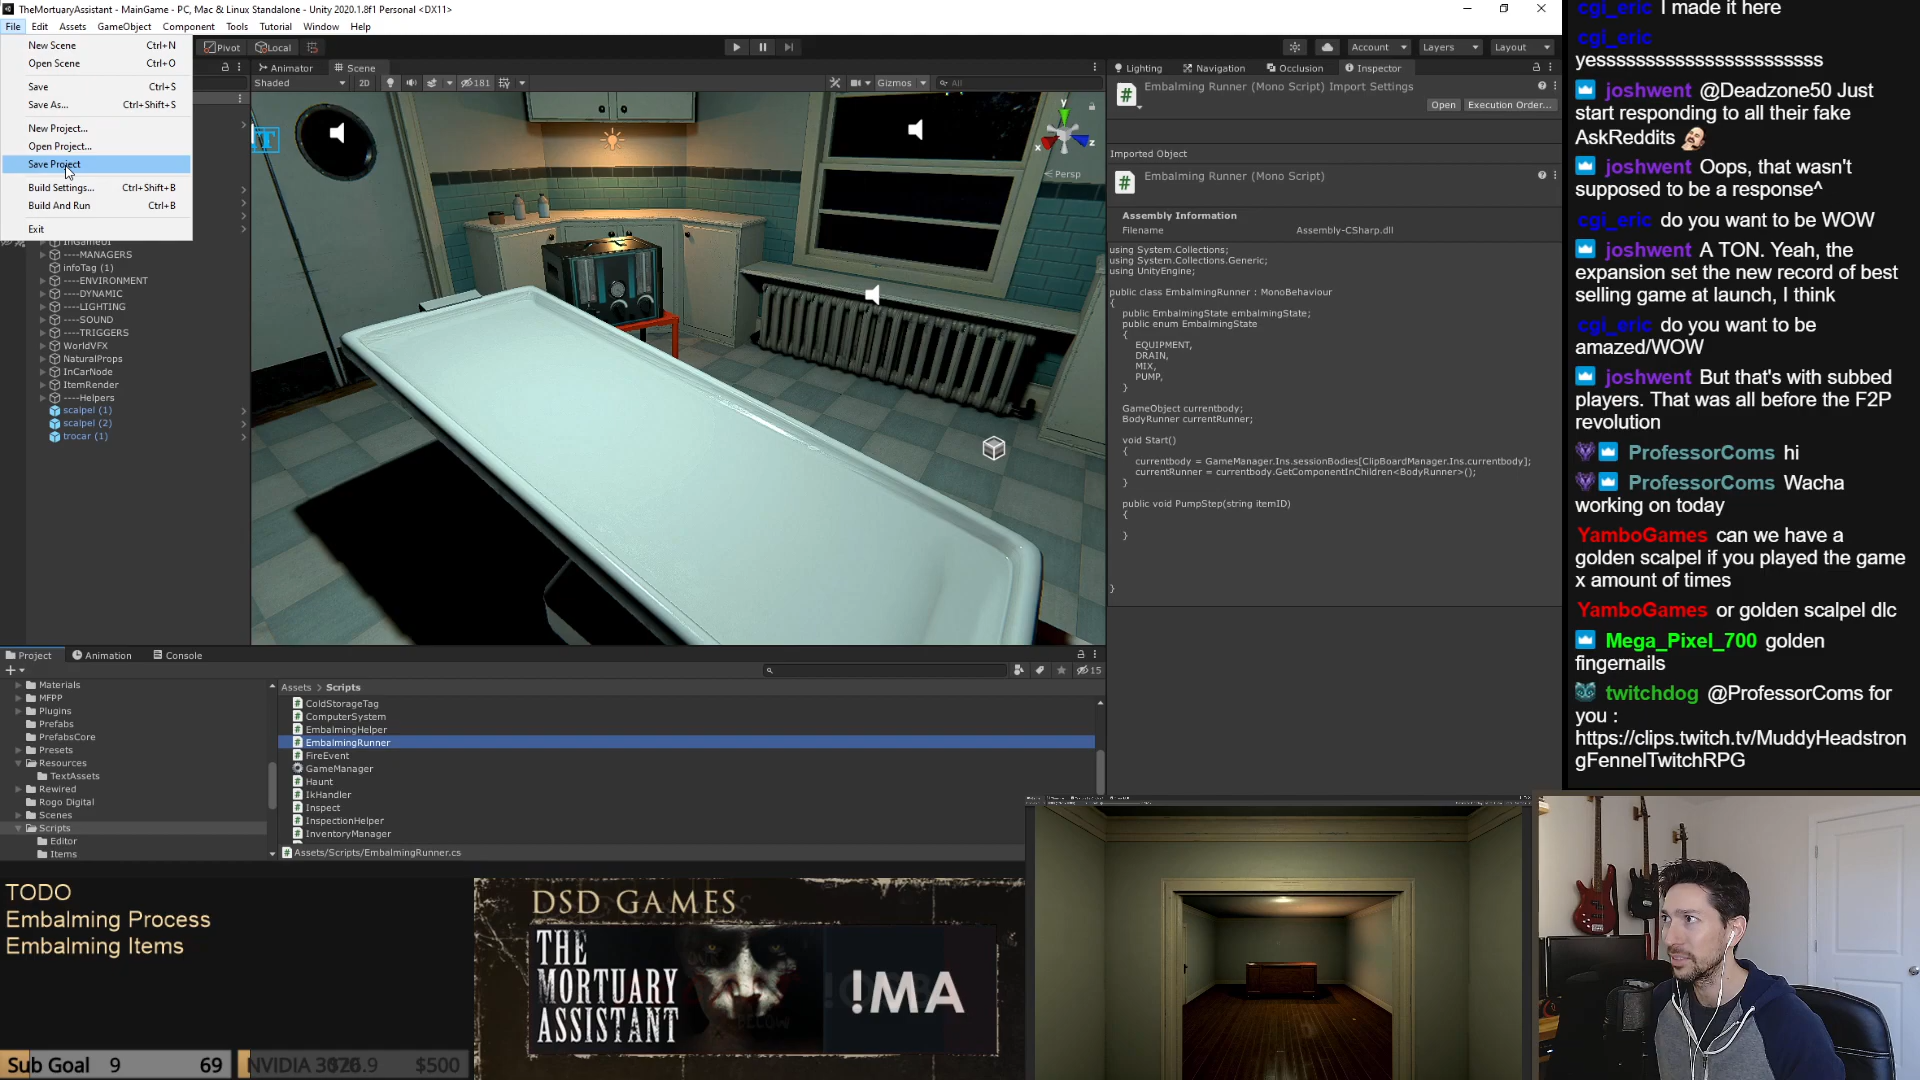 TheMortuaryAssistant - MainGame - PC, Mac & Linux Standalone - Unity 2020.1.8f1 Personal <DX11>
File Edit Assets GameObject Component Tools Tutorial Window Help
New Scene Ctrl+N
Open Scene Ctrl+O
Save Ctrl+S
Save As... Ctrl+Shift+S
New Project...
Open Project...
Save Project
Build Settings... Ctrl+Shift+B
Build And Run Ctrl+B
Exit
Pivot Local
Account Layers Layout
Animator Scene
Shaded 2D 181 Gizmos All
InGameUI
----MANAGERS
infoTag (1)
----ENVIRONMENT
----DYNAMIC
----LIGHTING
----SOUND
----TRIGGERS
WorldVFX
NaturalProps
InCarNode
ItemRender
----Helpers
scalpel (1)
scalpel (2)
trocar (1)
y
x z
Persp
Lighting Navigation Occlusion Inspector
Embalming Runner (Mono Script) Import Settings
Open Execution Order...
Imported Object
Embalming Runner (Mono Script)
Assembly Information
Filename Assembly-CSharp.dll
using System.Collections;
using System.Collections.Generic;
using UnityEngine;
public class EmbalmingRunner : MonoBehaviour
{
public EmbalmingState embalmingState;
public enum EmbalmingState
{
EQUIPMENT,
DRAIN,
MIX,
PUMP,
}
GameObject currentbody;
BodyRunner currentRunner;
void Start()
{
currentbody = GameManager.Ins.sessionBodies[ClipBoardManager.Ins.currentbody];
currentRunner = currentbody.GetComponentInChildren<BodyRunner>();
}
public void PumpStep(string itemID)
{
}
}
Project Animation Console
15
Materials
MFPP
Plugins
Prefabs
PrefabsCore
Presets
Resources
TextAssets
Rewired
Rogo Digital
Scenes
Scripts
Editor
Items
Assets > Scripts
ColdStorageTag
ComputerSystem
EmbalmingHelper
EmbalmingRunner
FireEvent
GameManager
Haunt
IkHandler
Inspect
InspectionHelper
InventoryManager
Assets/Scripts/EmbalmingRunner.cs
cgi_eric I made it here
cgi_eric
yesssssssssssssssssssssss
joshwent @Deadzone50 Just
start responding to all their fake
AskReddits
joshwent Oops, that wasn't
supposed to be a response^
cgi_eric do you want to be WOW
joshwent A TON. Yeah, the
expansion set the new record of best
selling game at launch, I think
cgi_eric do you want to be
amazed/WOW
joshwent But that's with subbed
players. That was all before the F2P
revolution
ProfessorComs hi
ProfessorComs Wacha
working on today
YamboGames can we have a
golden scalpel if you played the game
x amount of times
YamboGames or golden scalpel dlc
Mega_Pixel_700 golden
fingernails
twitchdog @ProfessorComs for
you :
https://clips.twitch.tv/MuddyHeadstron
gFennelTwitchRPG
TODO
Embalming Process
Embalming Items
DSD GAMES
THE
MORTUARY
ASSISTANT
!MA
Sub Goal 9 69
$500